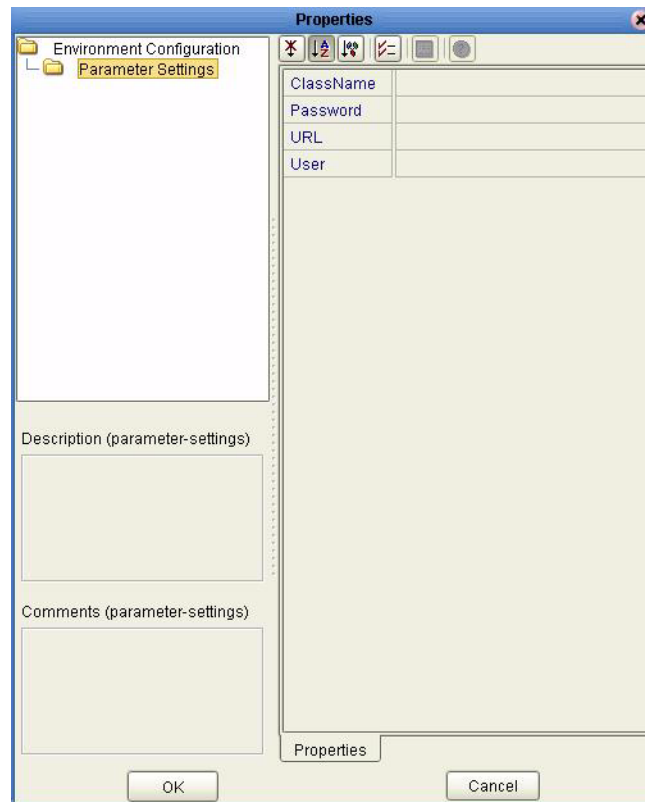 Properties
Environment Configuration
Parameter Settings
ClassName
Password
URL
User
Description (parameter-settings)
Comments (parameter-settings)
Properties
OK
Cancel